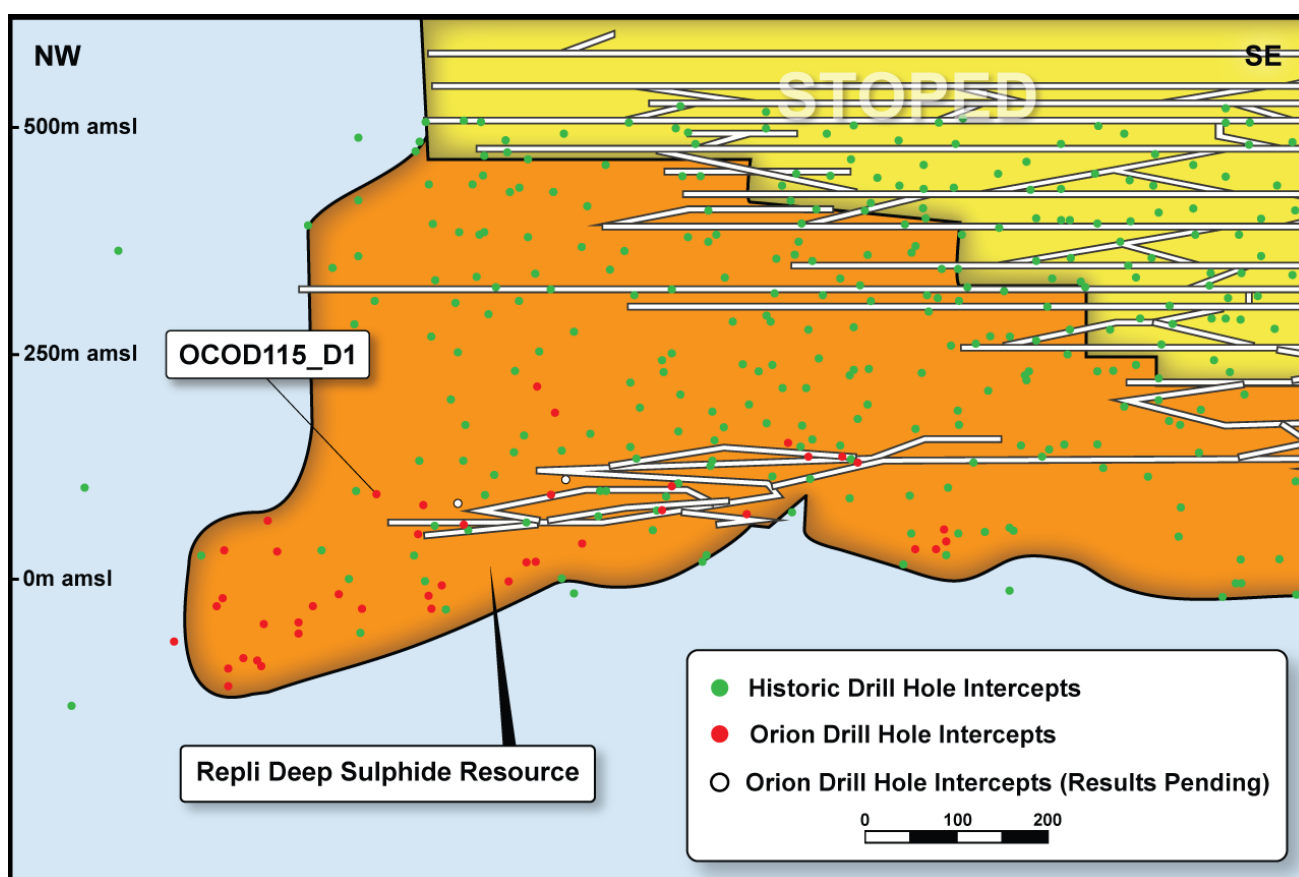 NW
SE
STOPED
500m amsl
250m amsl
OCOD115_D1
0m amsl
Repli Deep Sulphide Resource
Historic Drill Hole Intercepts
Orion Drill Hole Intercepts
Orion Drill Hole Intercepts (Results Pending)
0 100 200